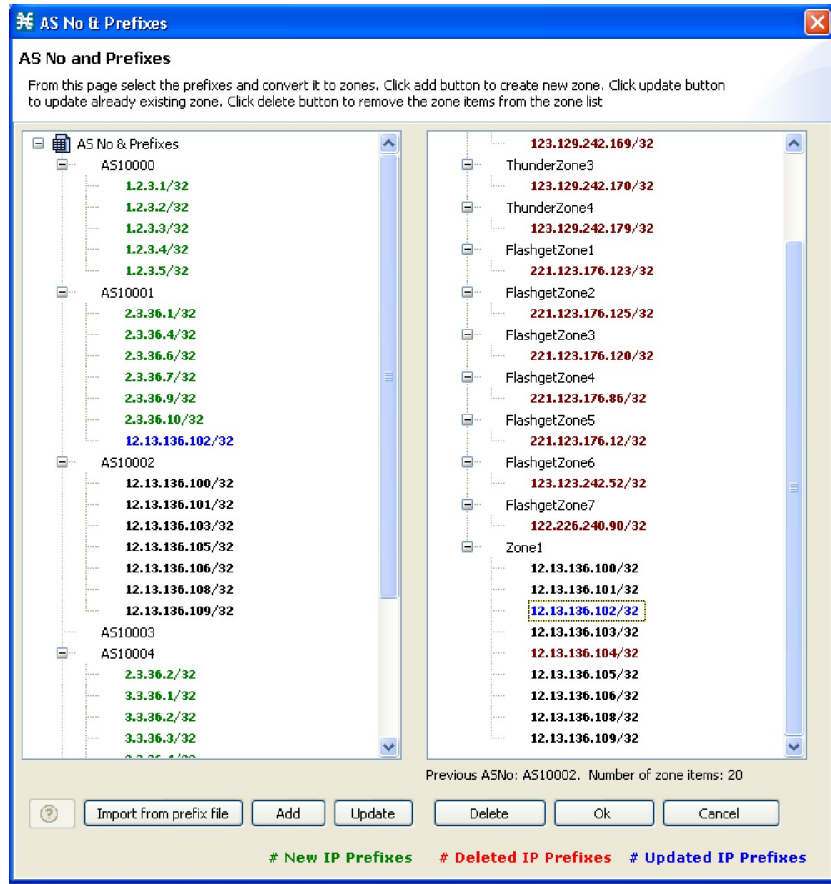 AS No & Prefixes
AS No and Prefixes
From this page select the prefixes and convert it to zones. Click add button to create new zone. Click update button
to update already existing zone. Click delete button to remove the zone items from the zone list
AS No & Prefixes
AS10000
1.2.3.1/32
1.2.3.2/32
1.2.3.3/32
1.2.3.4/32
1.2.3.5/32
AS10001
2.3.36.1/32
2.3.36.4/32
2.3.36.6/32
2.3.36.7/32
2.3.36.9/32
2.3.36.10/32
12.13.136.102/32
AS10002
12.13.136.100/32
12.13.136.101/32
12.13.136.103/32
12.13.136.105/32
12.13.136.106/32
12.13.136.108/32
12.13.136.109/32
AS10003
AS10004
2.3.36.2/32
3.3.36.1/32
3.3.36.2/32
3.3.36.3/32
123.129.242.169/32
ThunderZone3
123.129.242.170/32
ThunderZone4
123.129.242.179/32
FlashgetZone1
221.123.176.123/32
FlashgetZone2
221.123.176.125/32
FlashgetZone3
221.123.176.120/32
FlashgetZone4
221.123.176.86/32
FlashgetZone5
221.123.176.12/32
FlashgetZone6
123.123.242.52/32
FlashgetZone7
122.226.240.90/32
Zone1
12.13.136.100/32
12.13.136.101/32
12.13.136.102/32
12.13.136.103/32
12.13.136.104/32
12.13.136.105/32
12.13.136.106/32
12.13.136.108/32
12.13.136.109/32
Previous ASNo: AS10002. Number of zone items: 20
? Import from prefix file Add Update Delete Ok Cancel
# New IP Prefixes # Deleted IP Prefixes # Updated IP Prefixes